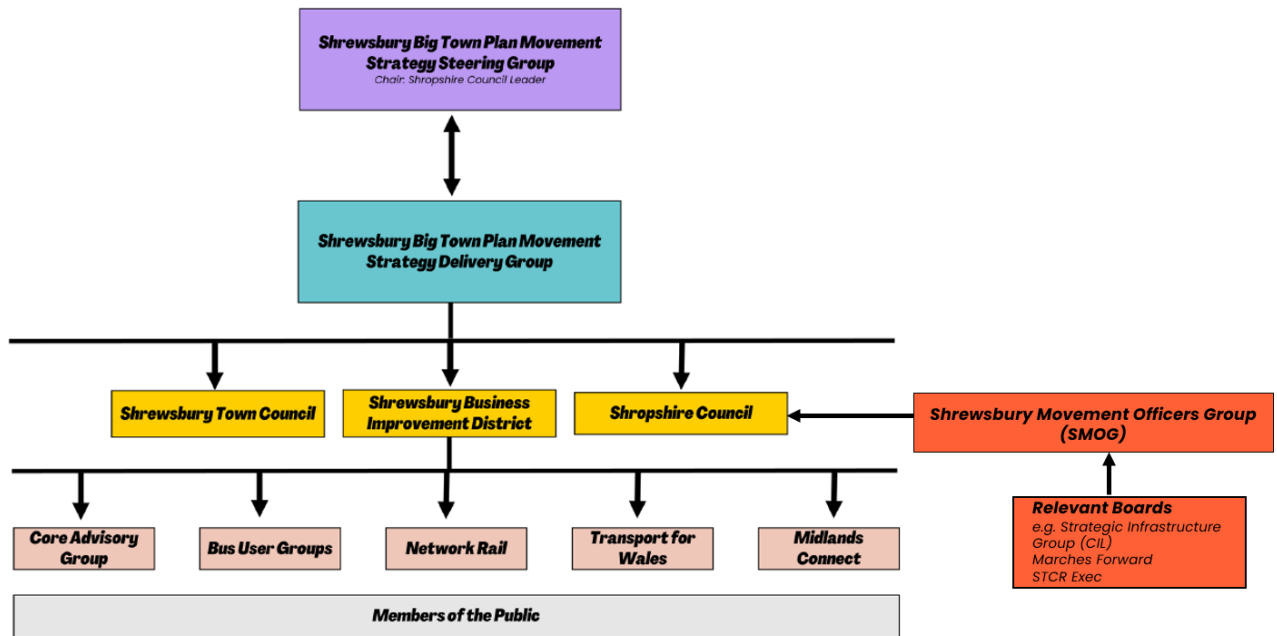 Shrewsbury Big Town Plan Movement
Strategy Steering Group
Chair: Shropshire Council Leader
Shrewsbury Big Town Plan Movement
Strategy Delivery Group
Shrewsbury Town Council
Shrewsbury Business
Improvement District
Shropshire Council
Shrewsbury Movement Officers Group
(SMOG)
Core Advisory
Group
Bus User Groups
Network Rail
Transport for
Wales
Midlands
Connect
Relevant Boards
e.g. Strategic Infrastructure
Group (CIL)
Marches Forward
STCR Exec
Members of the Public